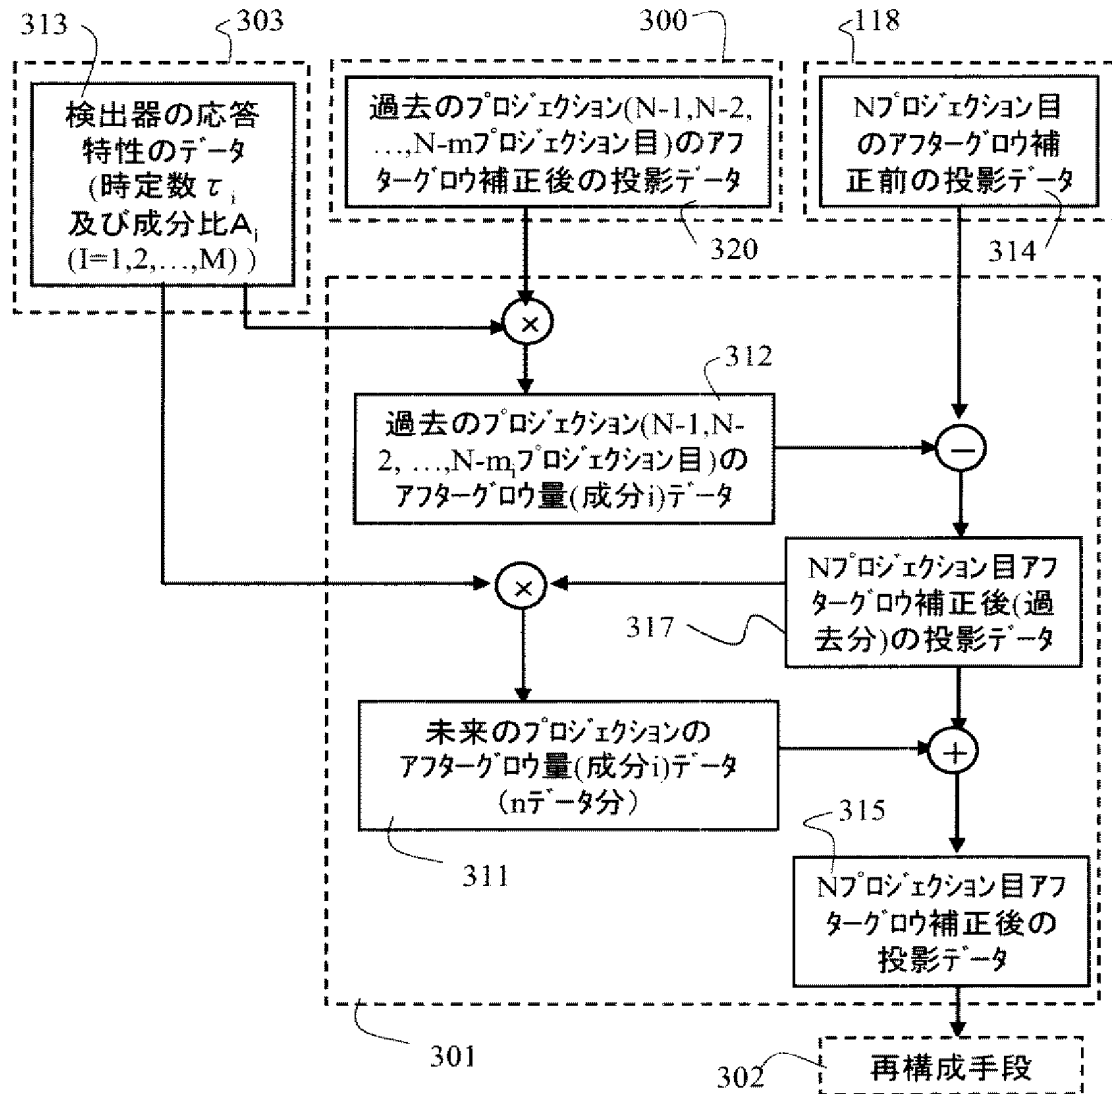 313
303
300
118
検出器の応答
特性のデータ
(時定数τi
及び成分比Ai
(I=1,2,…,M) )
過去のプロジェクション(N-1,N-2,
…,N-mプロジェクション目)のアフ
ターグロウ補正後の投影データ
320
Nプロジェクション目
のアフターグロウ補
正前の投影データ
314
×
312
過去のプロジェクション(N-1,N-
2, …,N-miプロジェクション目)の
アフターグロウ量(成分i)データ
−
×
Nプロジェクション目アフ
ターグロウ補正後(過
去分)の投影データ
317
未来のプロジェクションの
アフターグロウ量(成分i)データ
(nデータ分)
311
+
315
Nプロジェクション目アフ
ターグロウ補正後の
投影データ
301
302
再構成手段